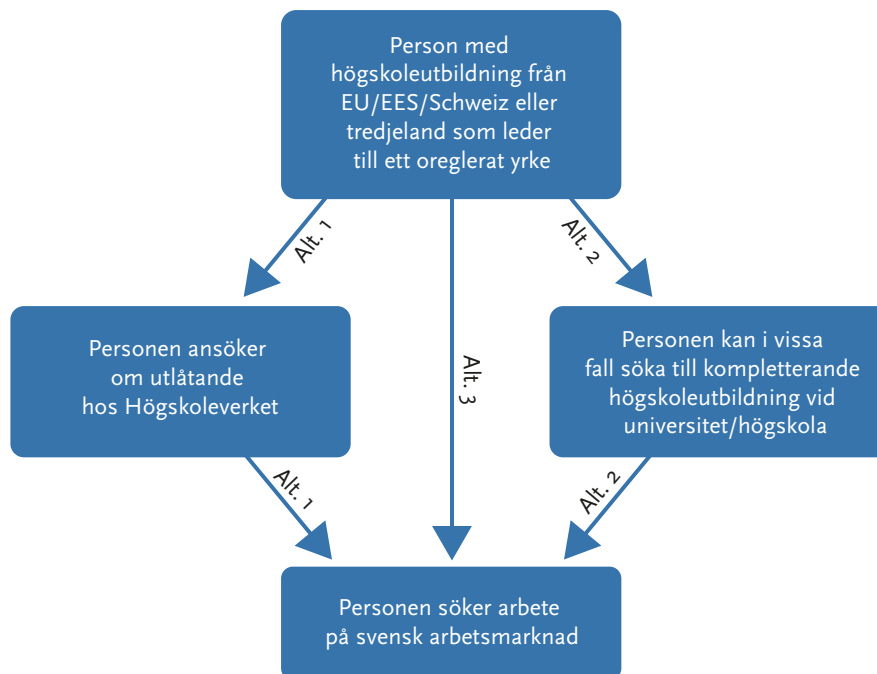 Person med
högskoleutbildning från
EU/EES/Schweiz eller
tredjeland som leder
till ett oreglerat yrke
Alt. 1
Alt. 2
Personen ansöker
om utlåtande
hos Högskoleverket
Alt. 3
Personen kan i vissa
fall söka till kompletterande
högskoleutbildning vid
universitet/högskola
Alt. 1
Alt. 2
Personen söker arbete
på svensk arbetsmarknad